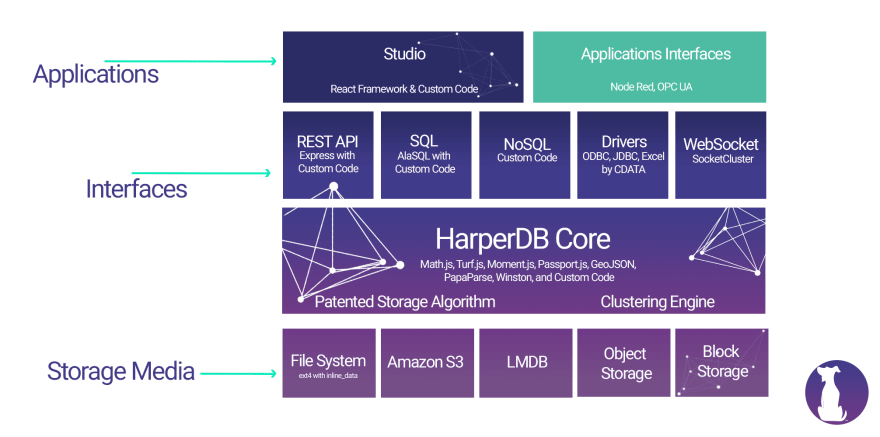 Applications
Studio
React Framework & Custom Code
Applications Interfaces
Node Red, OPC UA
Interfaces
REST API
Express with
Custom Code
SQL
AlaSQL with
Custom Code
NoSQL
Custom Code
Drivers
ODBC, JDBC, Excel
by CDATA
WebSocket
SocketCluster
HarperDB Core
Math.js, Turf.js, Moment.js, Passport.js, GeoJSON,
PapaParse, Winston, and Custom Code
Patented Storage Algorithm
Clustering Engine
Storage Media
File System
ext4 with inline_data
Amazon S3
LMDB
Object
Storage
Block
Storage